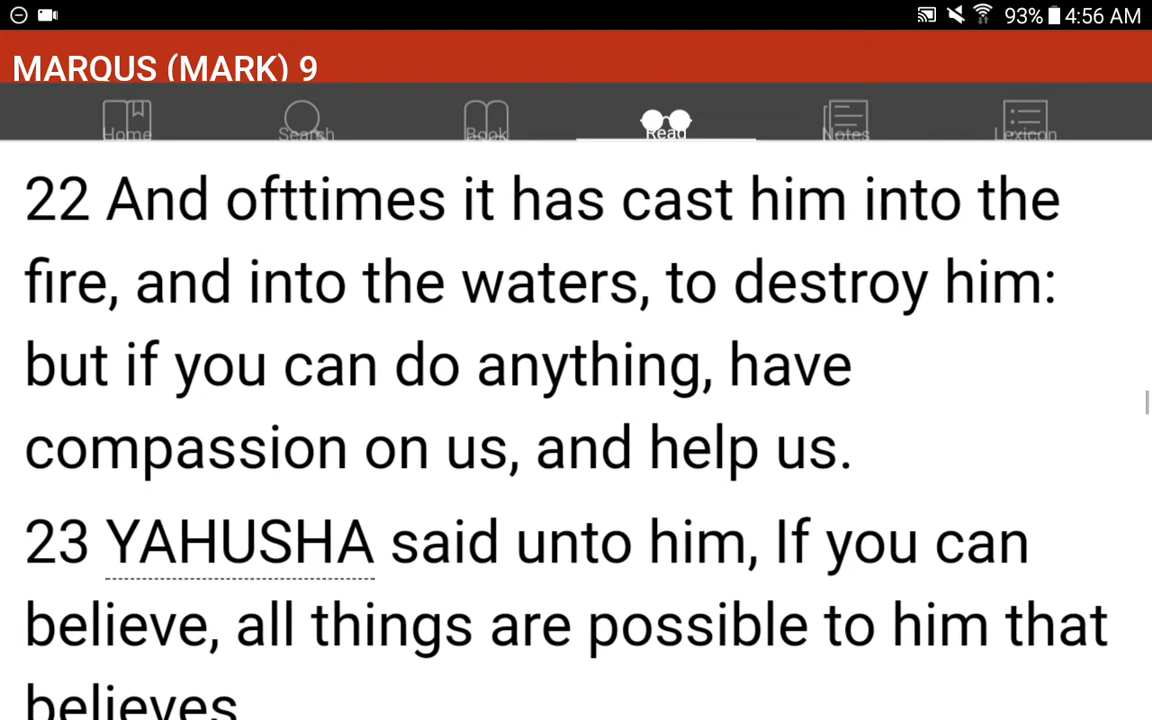 93% 4:56 AM
MARQUS (MARK) 9
Home Search Book Read Notes Lexicon
22 And ofttimes it has cast him into the
fire, and into the waters, to destroy him:
but if you can do anything, have
compassion on us, and help us.
23 YAHUSHA said unto him, If you can
believe, all things are possible to him that
believes